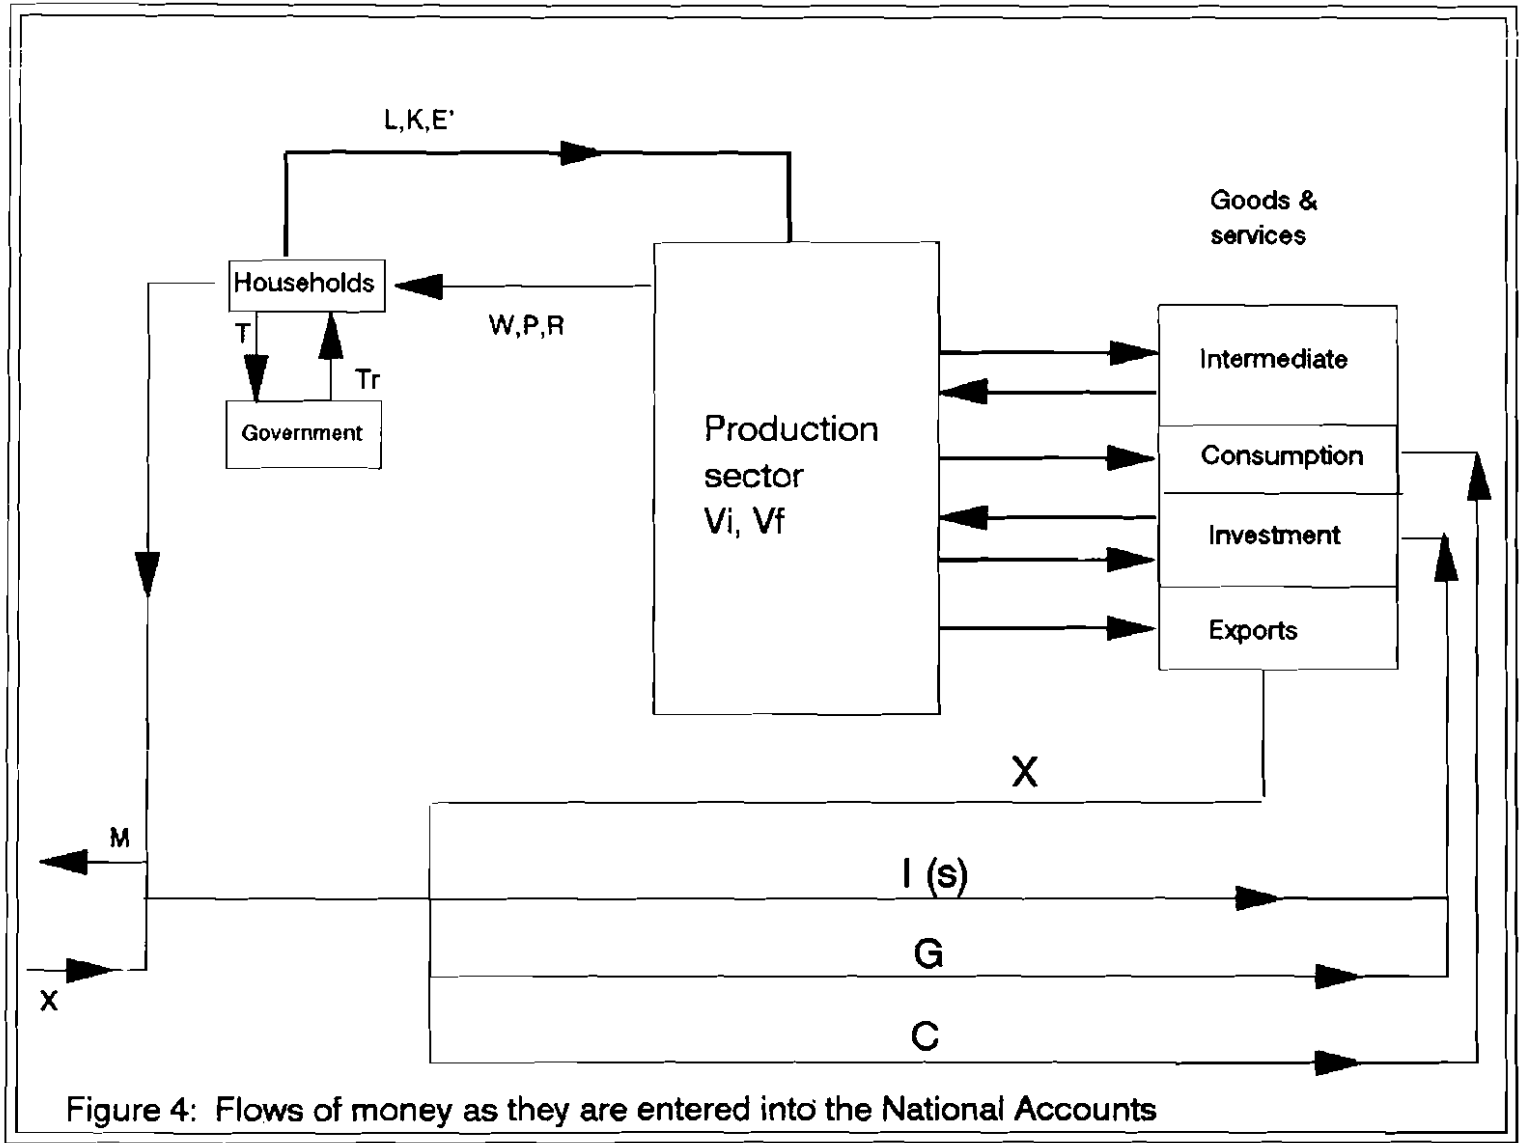 L,K,E'
Goods &
services
Households
W,P,R
T
Tr
Government
Intermediate
Production
sector
Vi, Vf
Consumption
Investment
Exports
X
M
I (s)
G
X
C
Figure 4: Flows of money as they are entered into the National Accounts